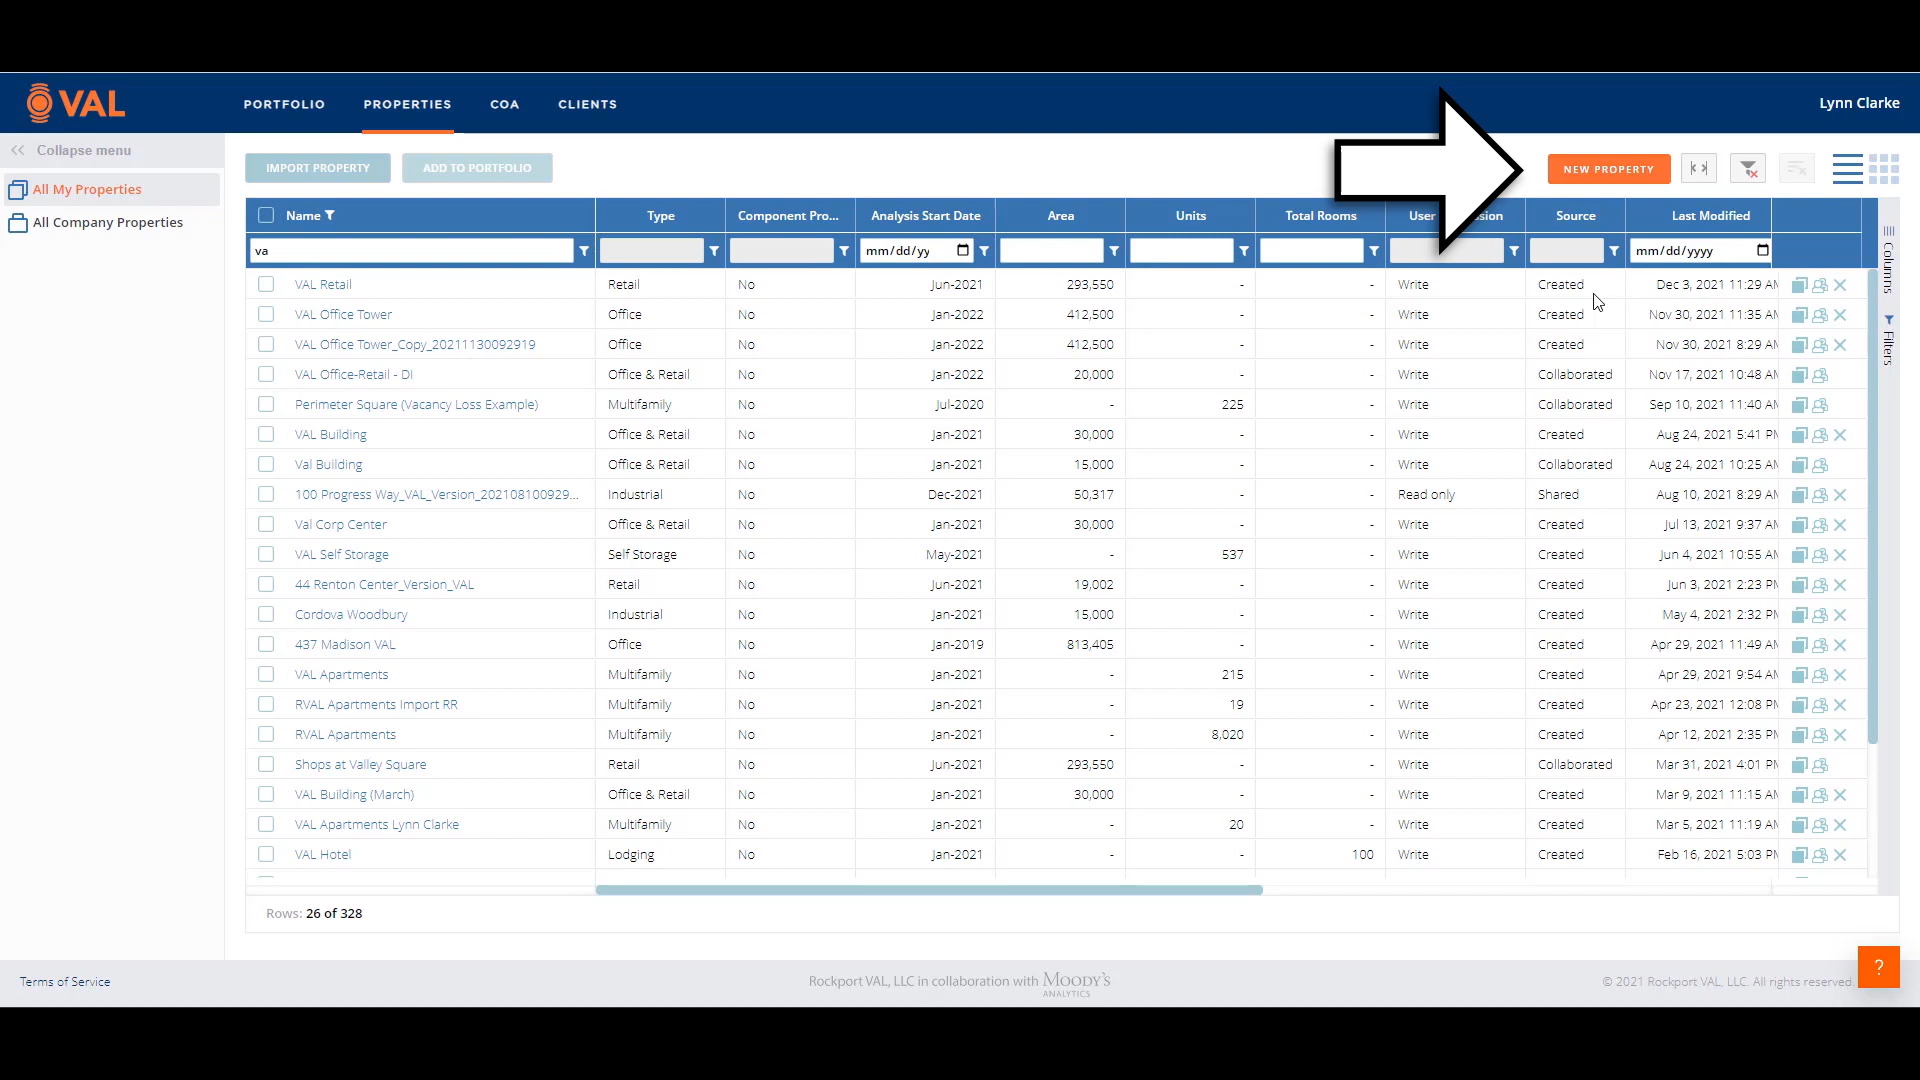 VAL PORTFOLIO PROPERTIES COA CLIENTS Lynn Clarke
Collapse menu
All My Properties
All Company Properties
IMPORT PROPERTY ADD TO PORTFOLIO NEW PROPERTY
Name Type Component Pro... Analysis Start Date Area Units Total Rooms User Source Last Modified
va mm/dd/yy mm/dd/yyyy
Columns
Filters
VAL Retail Retail No Jun-2021 293,550 - - Write Created Dec 3, 2021 11:29 AM
VAL Office Tower Office No Jan-2022 412,500 - - Write Created Nov 30, 2021 11:35 AM
VAL Office Tower_Copy_20211130092919 Office No Jan-2022 412,500 - - Write Created Nov 30, 2021 8:29 AM
VAL Office-Retail - DI Office & Retail No Jan-2022 20,000 - - Write Collaborated Nov 17, 2021 10:48 AM
Perimeter Square (Vacancy Loss Example) Multifamily No Jul-2020 - 225 - Write Collaborated Sep 10, 2021 11:40 AM
VAL Building Office & Retail No Jan-2021 30,000 - - Write Created Aug 24, 2021 5:41 PM
Val Building Office & Retail No Jan-2021 15,000 - - Write Collaborated Aug 24, 2021 10:25 AM
100 Progress Way_VAL_Version_202108100929... Industrial No Dec-2021 50,317 - - Read only Shared Aug 10, 2021 8:29 AM
Val Corp Center Office & Retail No Jan-2021 30,000 - - Write Created Jul 13, 2021 9:37 AM
VAL Self Storage Self Storage No May-2021 - 537 - Write Created Jun 4, 2021 10:55 AM
44 Renton Center_Version_VAL Retail No Jun-2021 19,002 - - Write Created Jun 3, 2021 2:23 PM
Cordova Woodbury Industrial No Jan-2021 15,000 - - Write Created May 4, 2021 2:32 PM
437 Madison VAL Office No Jan-2019 813,405 - - Write Created Apr 29, 2021 11:49 AM
VAL Apartments Multifamily No Jan-2021 - 215 - Write Created Apr 29, 2021 9:54 AM
RVAL Apartments Import RR Multifamily No Jan-2021 - 19 - Write Created Apr 23, 2021 12:08 PM
RVAL Apartments Multifamily No Jan-2021 - 8,020 - Write Created Apr 12, 2021 2:35 PM
Shops at Valley Square Retail No Jun-2021 293,550 - - Write Collaborated Mar 31, 2021 4:01 PM
VAL Building (March) Office & Retail No Jan-2021 30,000 - - Write Created Mar 9, 2021 11:15 AM
VAL Apartments Lynn Clarke Multifamily No Jan-2021 - 20 - Write Created Mar 5, 2021 11:19 AM
VAL Hotel Lodging No Jan-2021 - - 100 Write Created Feb 16, 2021 5:03 PM
Rows: 26 of 328
?
Terms of Service Rockport VAL, LLC in collaboration with MOODY'S © 2021 Rockport VAL, LLC. All rights reserved.
ANALYTICS